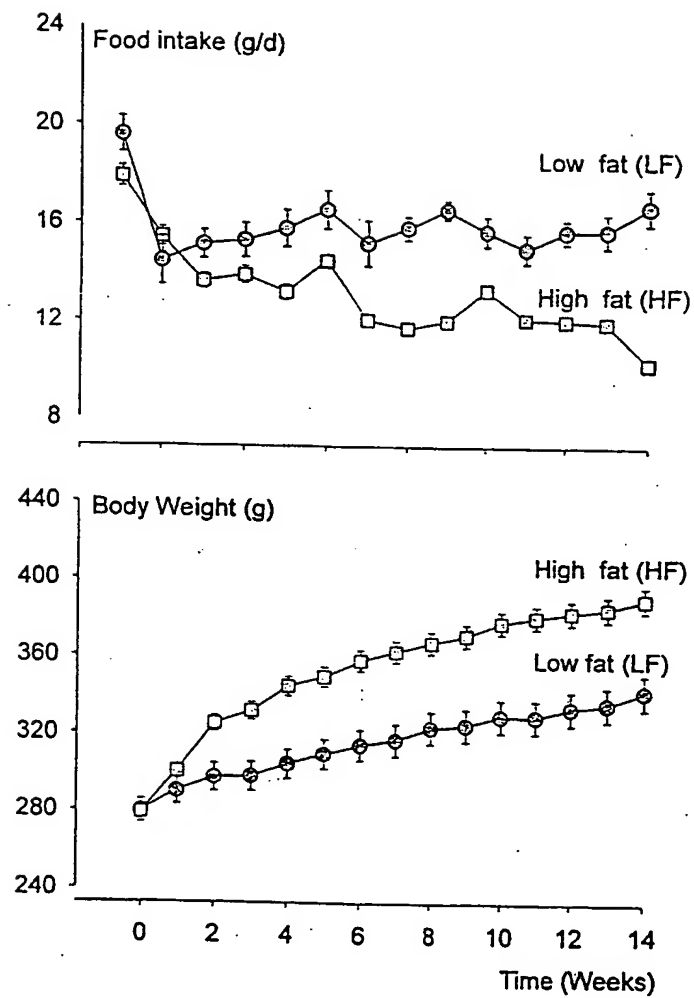 24
Food intake (g/d)
20
Low fat (LF)
16
High fat (HF)
12
8
440
Body Weight (g)
400
High fat (HF)
360
Low fat (LF)
320
280
240
0 2 4 6 8 10 12 14
Time (Weeks)